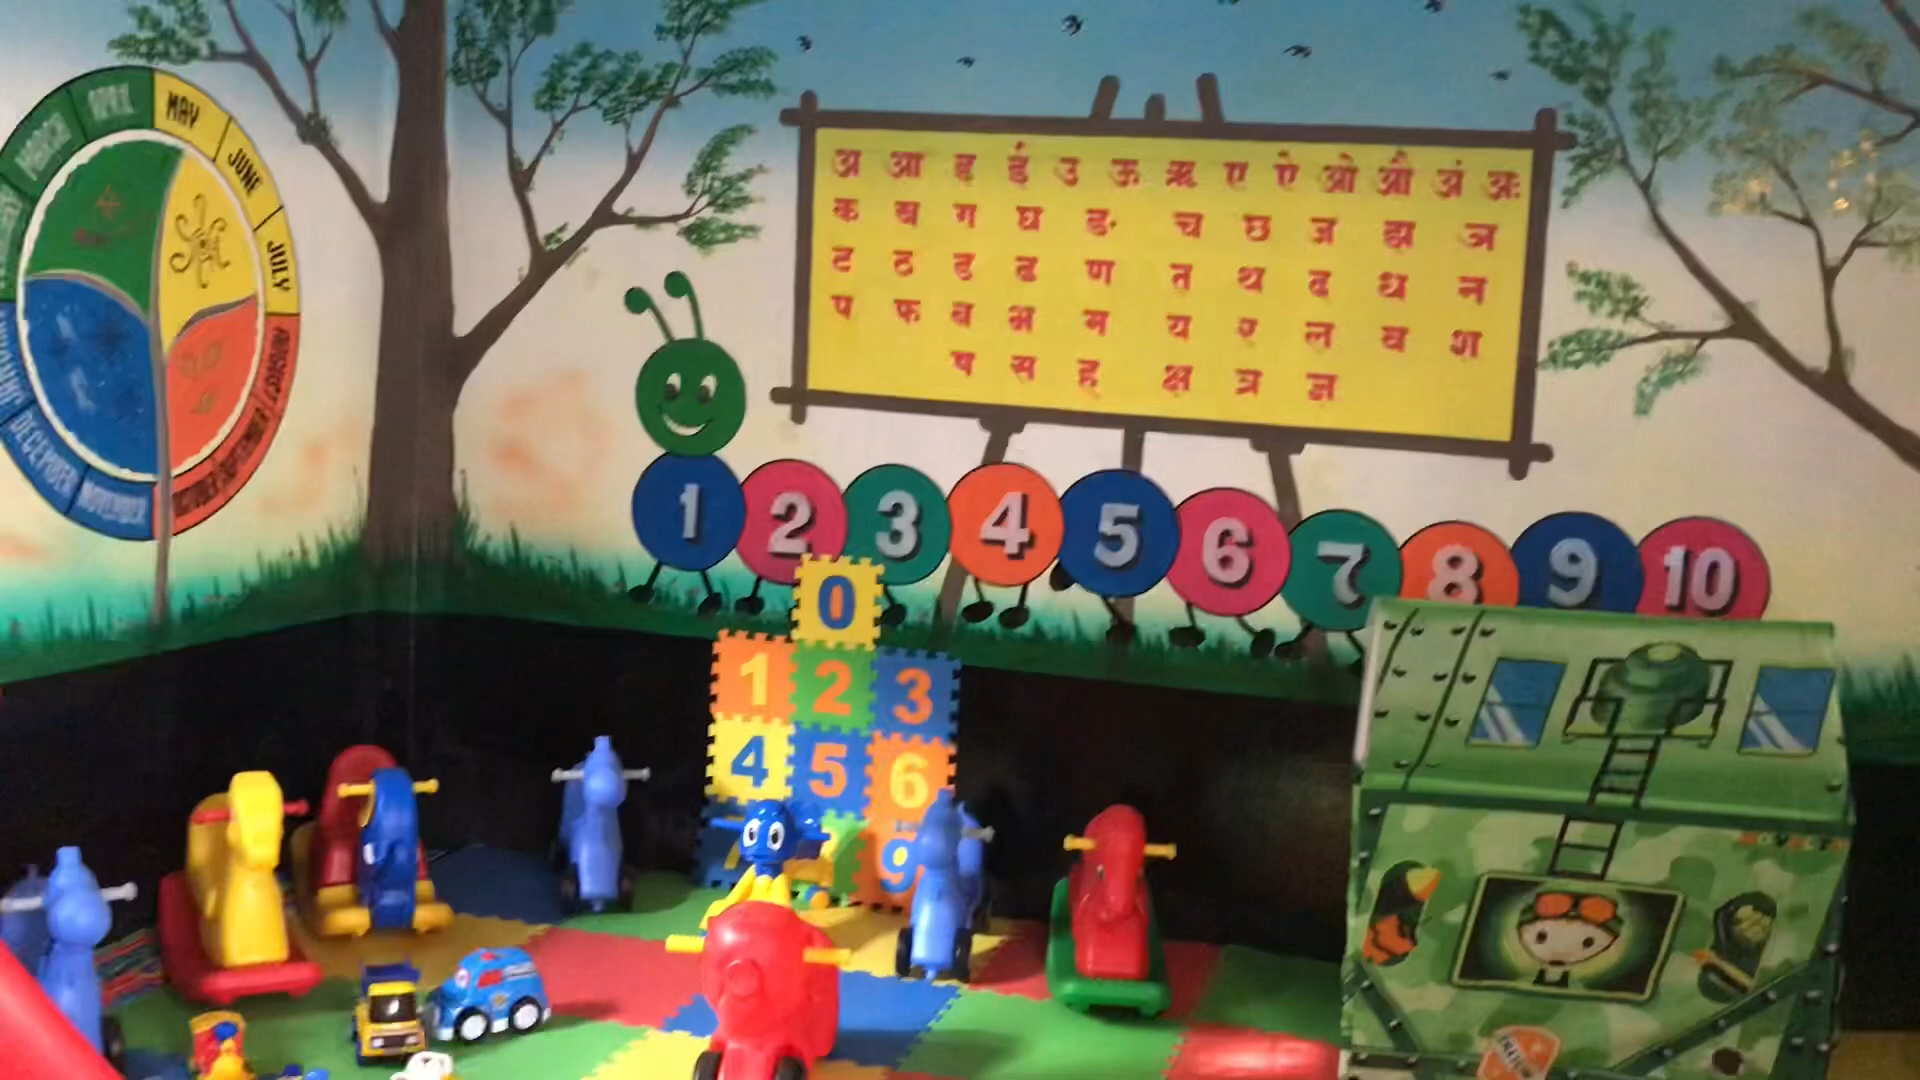 APRIL
MAY
JUNE
JULY
DECEMBER
NOVEMBER
अ आ इ ई उ ऊ ऋ ए ऐ ओ औ अं अः
क ख ग घ ङ च छ ज झ ञ
ट ठ ड ढ ण त थ द ध न
प फ ब भ म य र ल व श
ष स ह क्ष त्र ज्ञ
1 2 3 4 5 6 7 8 9 10
0
1 2 3
4 5 6
9